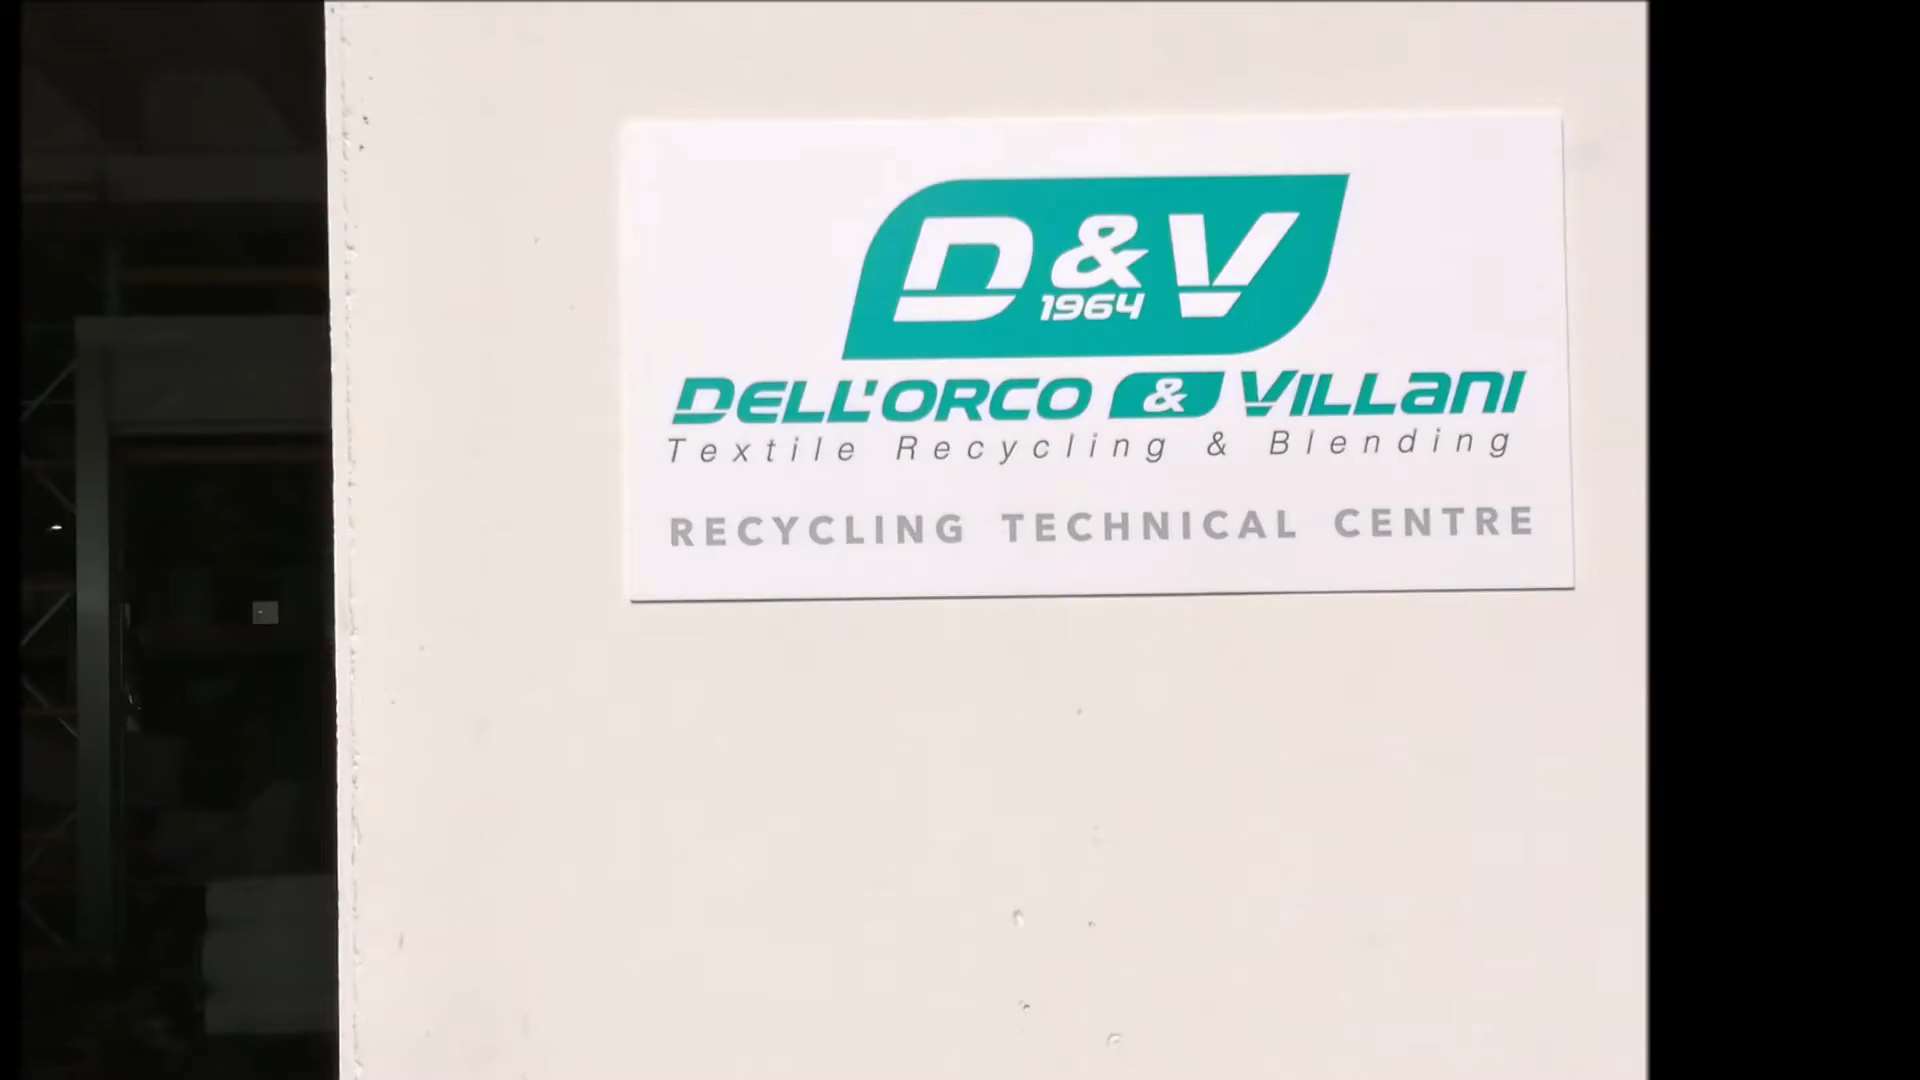 D&V
1964
DELL'ORCO & VILLANI
Textile Recycling & Blending
RECYCLING TECHNICAL CENTRE